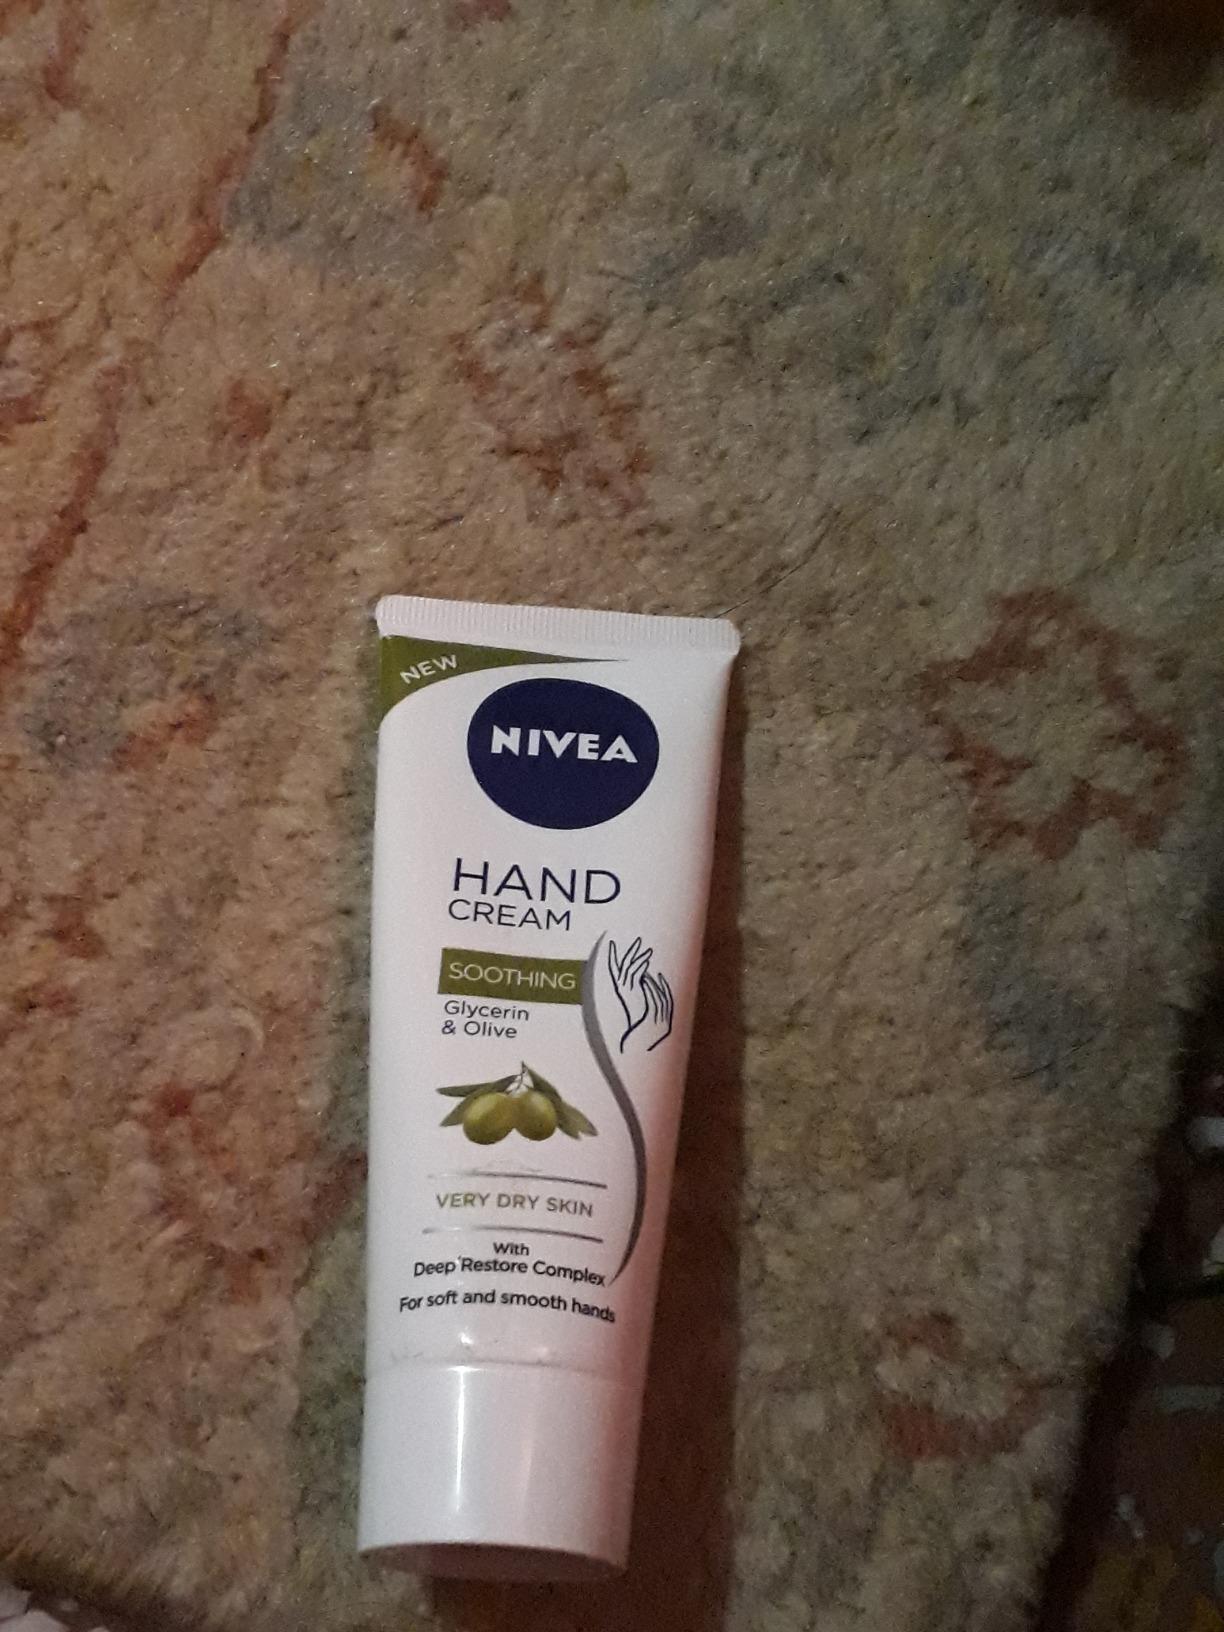 NEW
NIVEA
HAND
CREAM
SOOTHING
Glycerin
& Olive
VERY DRY SKIN
With
Deep Restore Complex
For soft and smooth hands